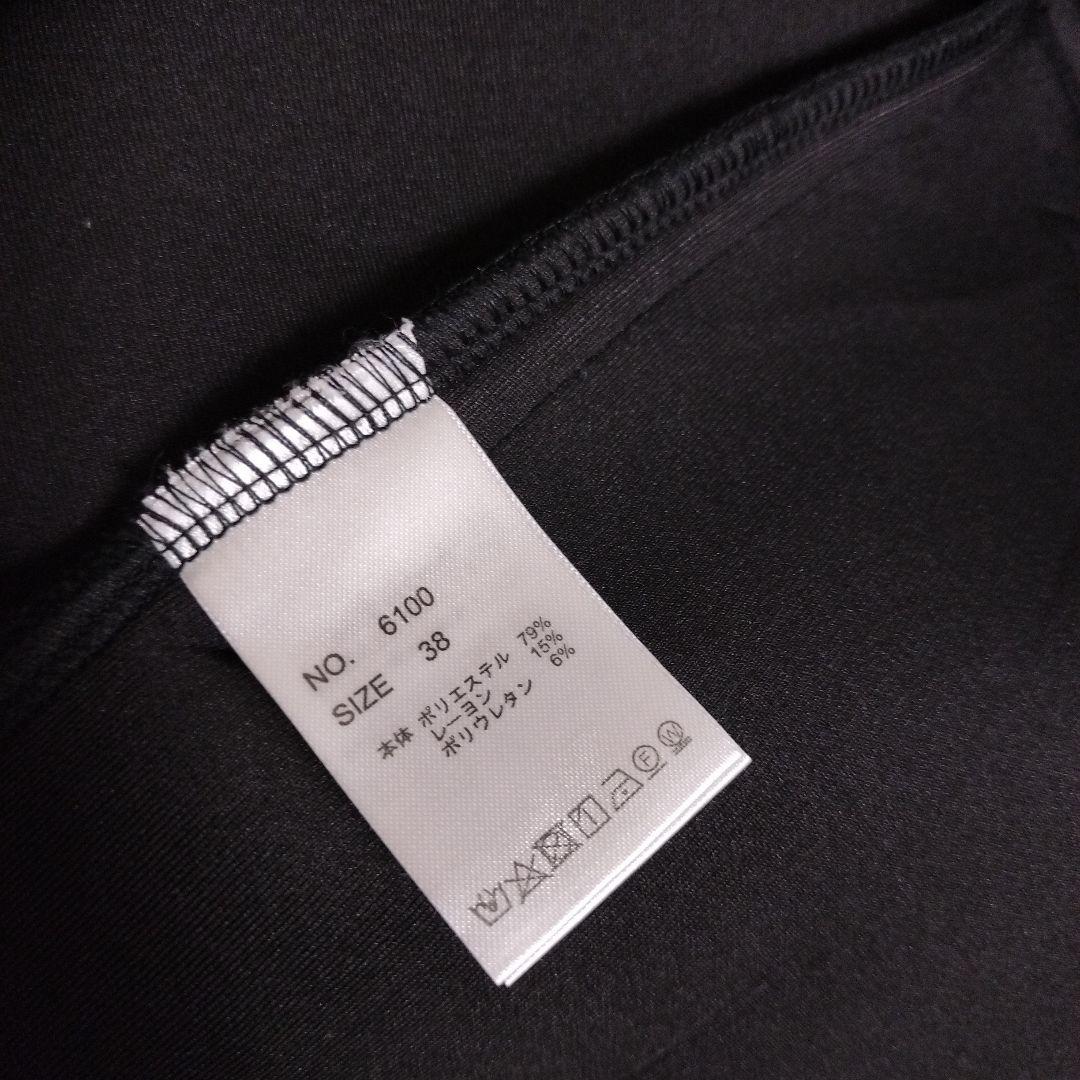 NO. 6100
SIZE 38
本体 ポリエステル 79%
レーヨン 15%
ポリウレタン 6%
F W